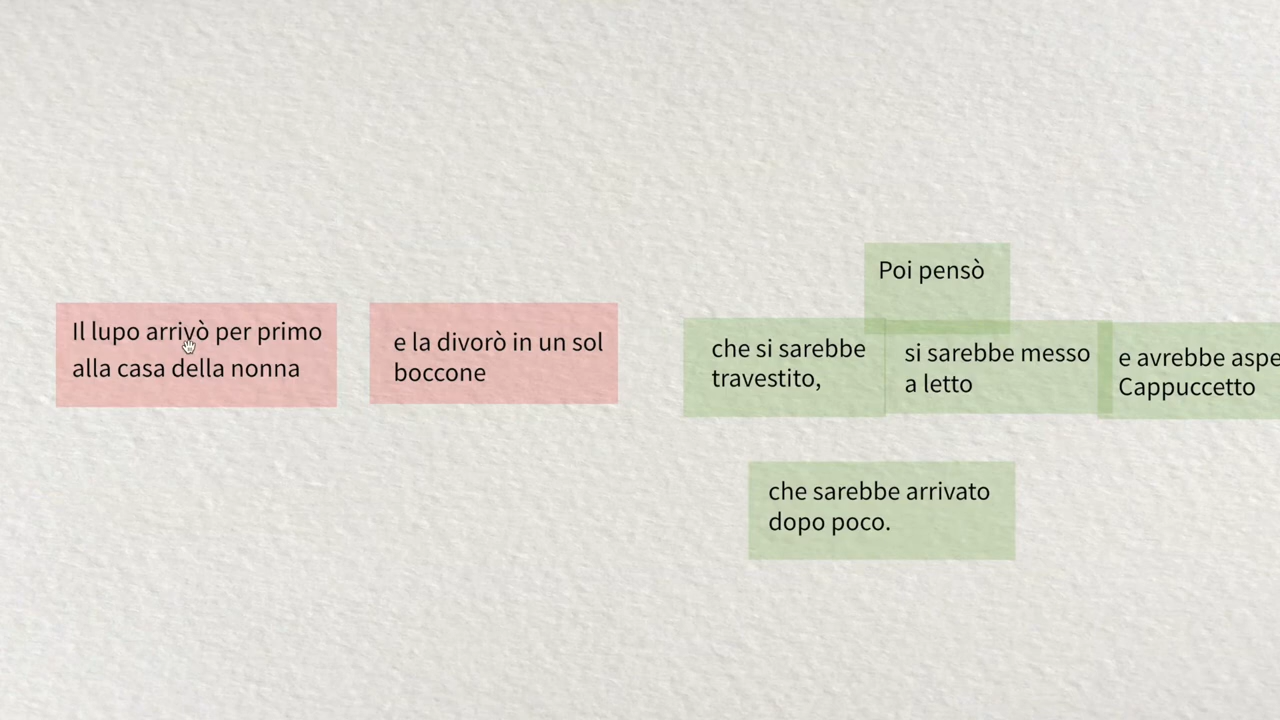 Il lupo arrivò per primo
alla casa della nonna
e la divorò in un sol
boccone
Poi pensò
che si sarebbe
travestito,
si sarebbe messo
a letto
e avrebbe
Cappuccetto
che sarebbe arrivato
dopo poco.